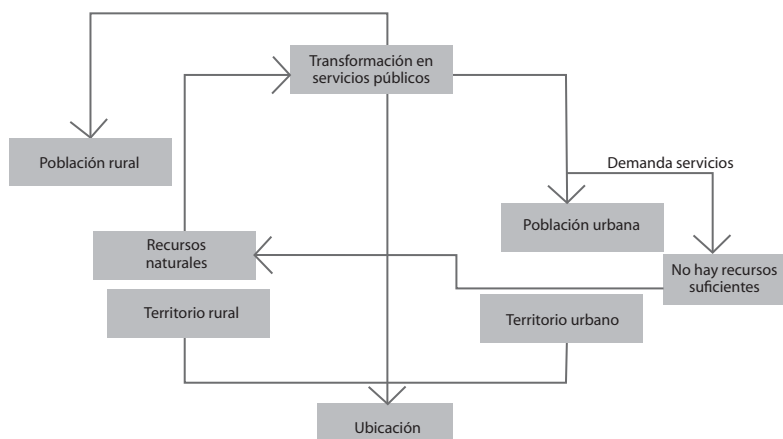 Transformación en
servicios públicos
Población rural
Demanda servicios
Población urbana
Recursos
naturales
No hay recursos
suficientes
Territorio rural
Territorio urbano
Ubicación